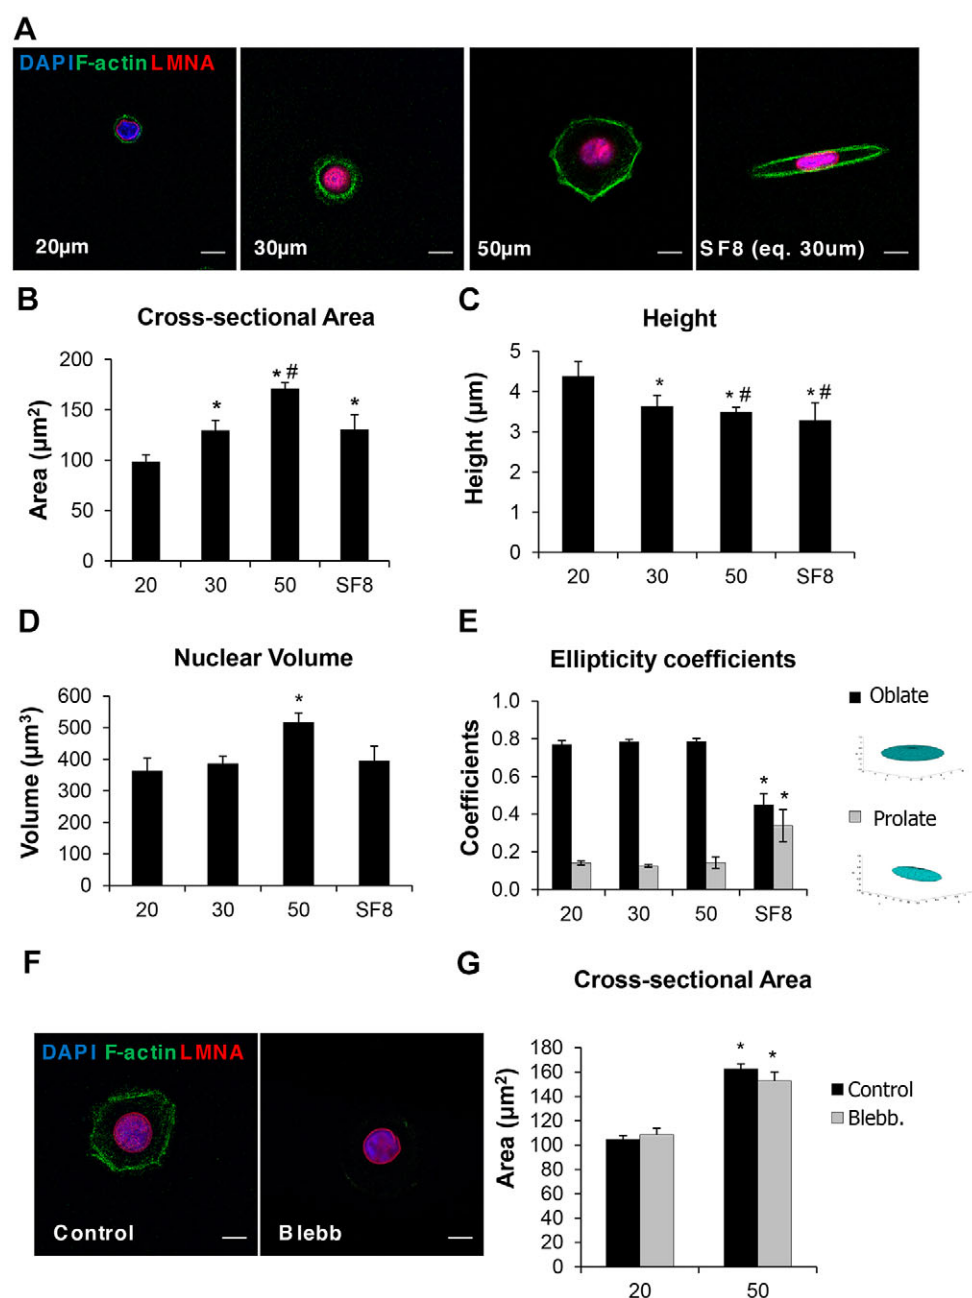 A
DAPI F-actin LMNA
20µm
30µm
50µm
SF8 (eq. 30um)
B
Cross-sectional Area
Area (µm²)
200
150
100
50
0
*
* #
*
20 30 50 SF8
C
Height
Height (µm)
5
4
3
2
1
0
*
* #
* #
20 30 50 SF8
D
Nuclear Volume
Volume (µm³)
600
500
400
300
200
100
0
*
20 30 50 SF8
E
Ellipticity coefficients
Coefficients
1.0
0.8
0.6
0.4
0.2
0.0
*
*
20 30 50 SF8
Oblate
Prolate
F
DAPI F-actin LMNA
Control
Blebb
G
Cross-sectional Area
Area (µm²)
180
160
140
120
100
80
60
40
20
0
*
*
20 50
Control
Blebb.